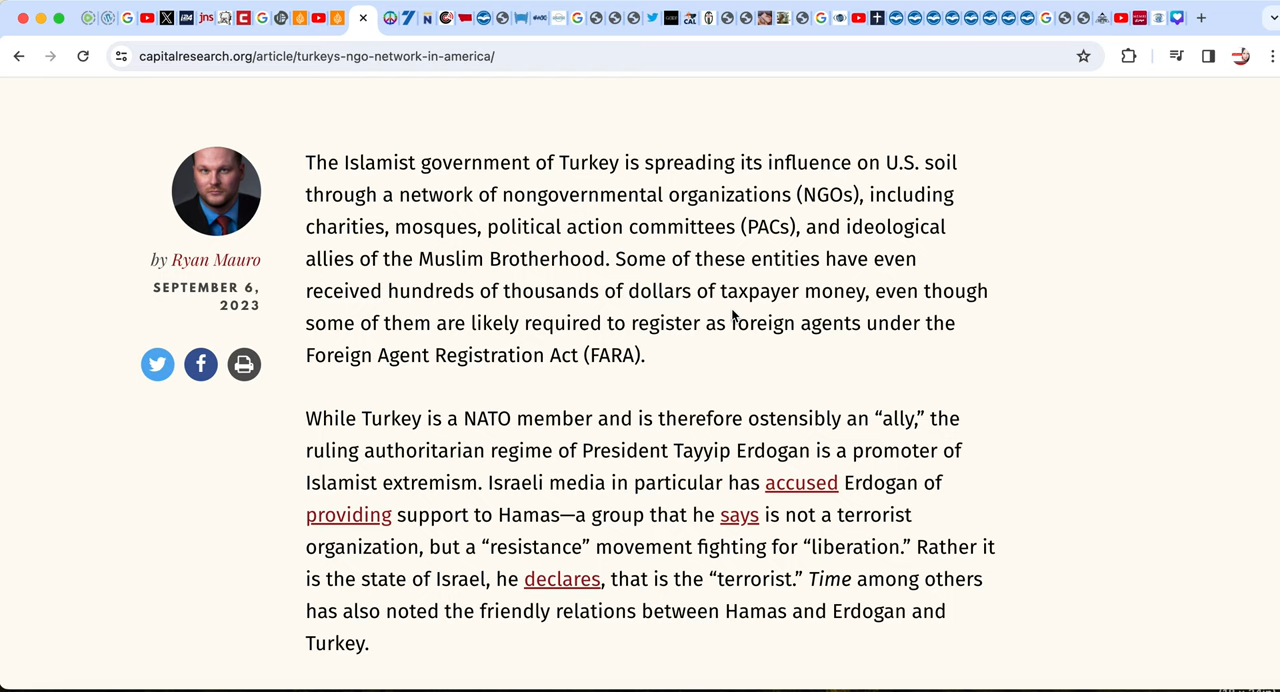 jns
capitalresearch.org/article/turkeys-ngo-network-in-america/
by Ryan Mauro
SEPTEMBER 6,
2023
The Islamist government of Turkey is spreading its influence on U.S. soil
through a network of nongovernmental organizations (NGOs), including
charities, mosques, political action committees (PACs), and ideological
allies of the Muslim Brotherhood. Some of these entities have even
received hundreds of thousands of dollars of taxpayer money, even though
some of them are likely required to register as foreign agents under the
Foreign Agent Registration Act (FARA).
While Turkey is a NATO member and is therefore ostensibly an “ally,” the
ruling authoritarian regime of President Tayyip Erdogan is a promoter of
Islamist extremism. Israeli media in particular has accused Erdogan of
providing support to Hamas—a group that he says is not a terrorist
organization, but a “resistance” movement fighting for “liberation.” Rather it
is the state of Israel, he declares, that is the “terrorist.” Time among others
has also noted the friendly relations between Hamas and Erdogan and
Turkey.